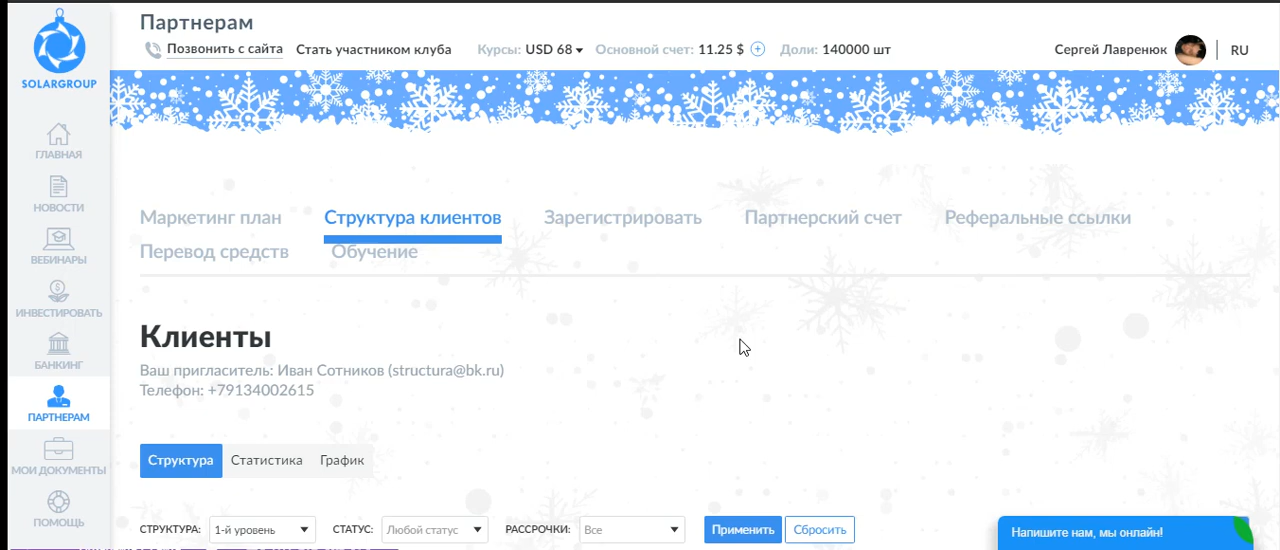 Партнерам
Позвонить с сайта Стать участником клуба Курсы: USD 68 Основной счет: 11.25 $ Доли: 140000 шт Сергей Лавренюк RU
SOLARGROUP
ГЛАВНАЯ
НОВОСТИ
ВЕБИНАРЫ
ИНВЕСТИРОВАТЬ
БАНКИНГ
ПАРТНЕРАМ
МОИ ДОКУМЕНТЫ
ПОМОЩЬ
Маркетинг план Структура клиентов Зарегистрировать Партнерский счет Реферальные ссылки
Перевод средств Обучение
Клиенты
Ваш пригласитель: Иван Сотников (structura@bk.ru)
Телефон: +79134002615
Структура Статистика График
СТРУКТУРА: 1-й уровень СТАТУС: Любой статус РАССРОЧКИ: Все Применить Сбросить
Напишите нам, мы онлайн!